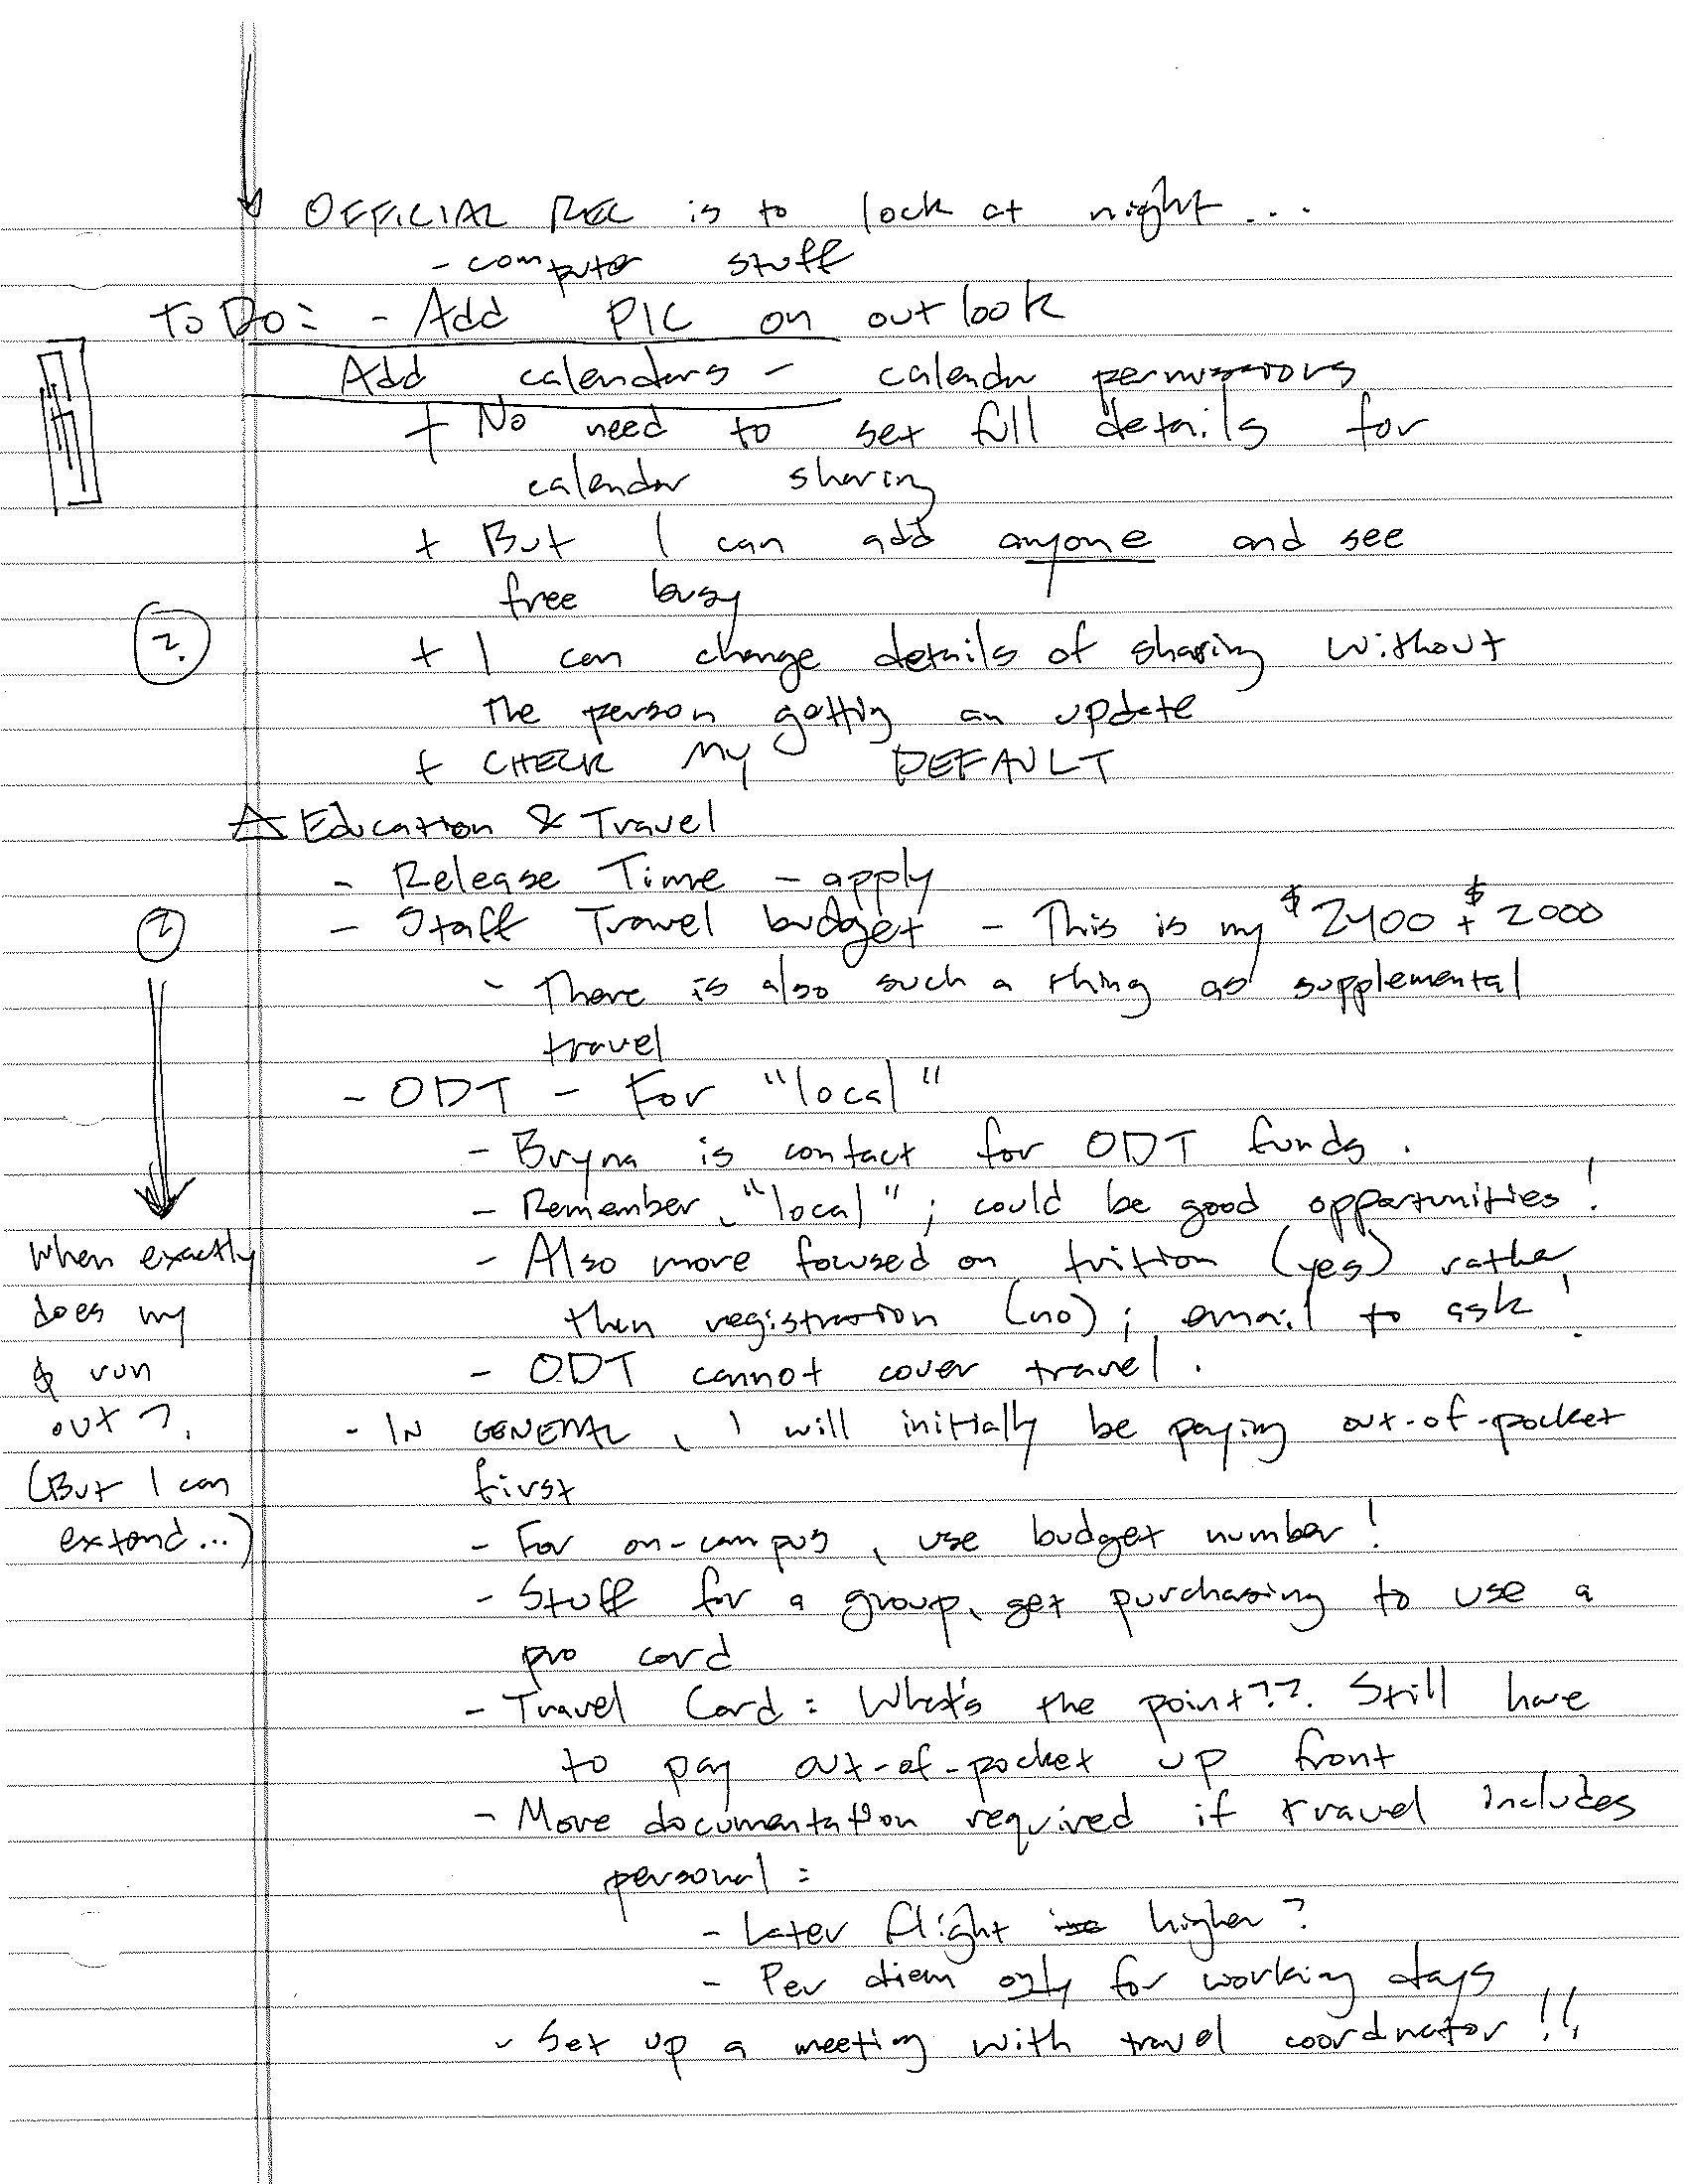 OFFICIAL REC is to lock at night...
- computer stuff
To Do: - Add PIC on outlook
Add calendars - calendar permissions
+ No need to set full details for
calendar sharing
+ But I can add anyone and see
free busy
?
+ I can change details of sharing without
the person getting an update
+ CHECK MY DEFAULT
Education & Travel
- Release Time - apply
?
- Staff Travel budget - This is my $2400 + $2000
- There is also such a thing as supplemental
travel
- ODT - For "local"
- Bryna is contact for ODT funds.
- Remember, "local"; could be good opportunities!
- Also more focused on tuition (yes) rather
then registration (no); email to ask!
- ODT cannot cover travel.
When exactly
does my
$ run
out?
(But I can
extend...)
- IN GENERAL, I will initially be paying out-of-pocket
first
- For on-campus, use budget number!
- Stuff for a group, get purchasing to use a
pro card
- Travel Card: What's the point??. Still have
to pay out-of-pocket up front
- More documentation required if travel includes
personal:
- Later flight higher?
- Per diem only for working days
- Set up a meeting with travel coordinator!!!